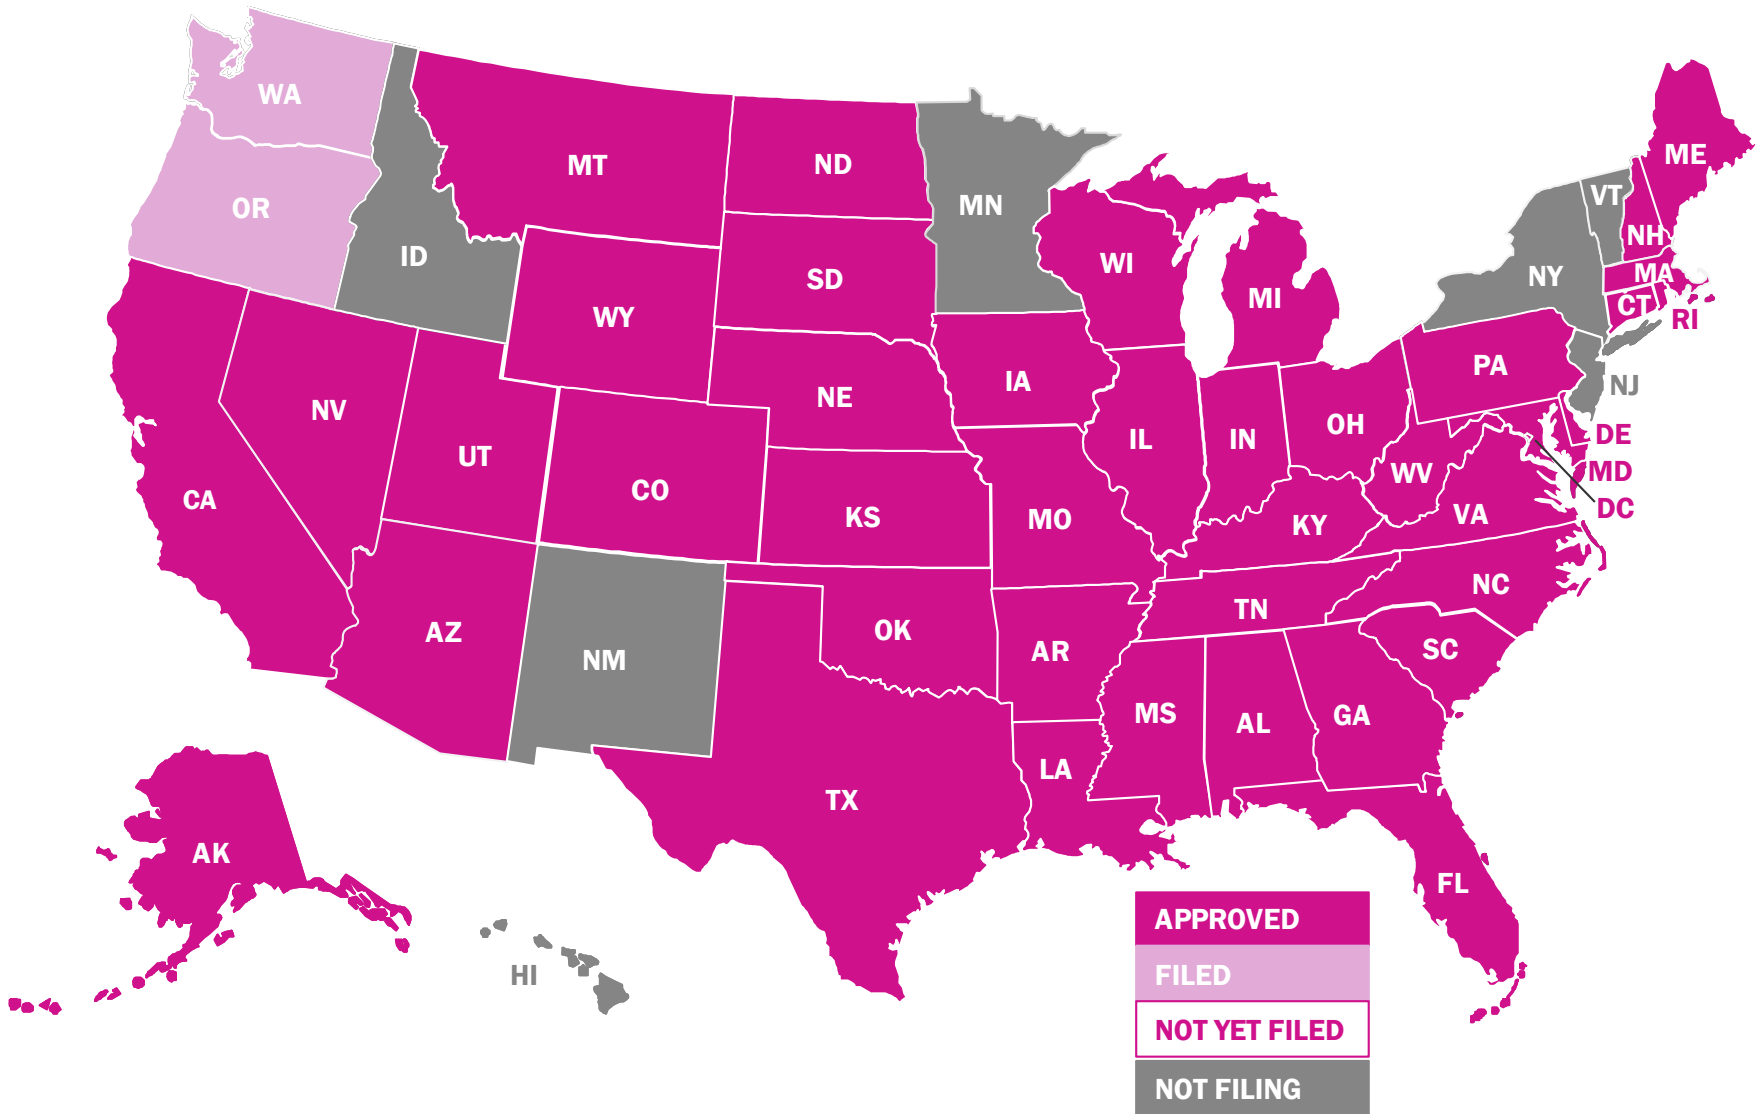 WA
OR
ID
MT
ND
MN
WI
MI
ME
VT
NH
NY
MA
CT
RI
WY
SD
IA
NE
PA
NJ
CA
NV
UT
CO
KS
MO
IL
IN
OH
WV
VA
KY
DE
MD
DC
AZ
NM
OK
AR
TN
NC
SC
TX
LA
MS
AL
GA
FL
AK
HI
APPROVED
FILED
NOT YET FILED
NOT FILING